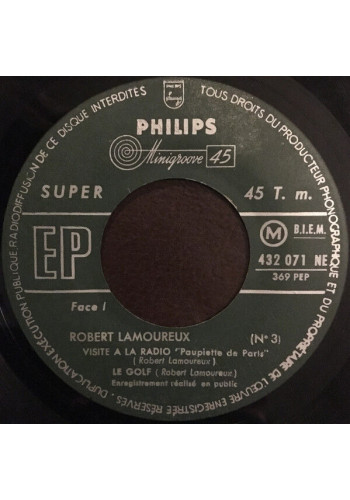 TOUS DROITS DU PRODUCTEUR PHONOGRAPHIQUE ET DU PROPRIÉTAIRE DE L'ŒUVRE ENREGISTRÉE RÉSERVÉS. DUPLICATION EXÉCUTION PUBLIQUE, RADIODIFFUSION DE CE DISQUE INTERDITES
PHILIPS
PHILIPS
Minigroove 45
SUPER
45 T. m.
EP
M
B.I.E.M.
432 071 NE
369 PEP
Face I
ROBERT LAMOUREUX
(N° 3)
VISITE A LA RADIO "Paupiette de Paris"
( Robert Lamoureux )
LE GOLF ( Robert Lamoureux )
Enregistrement réalisé en public